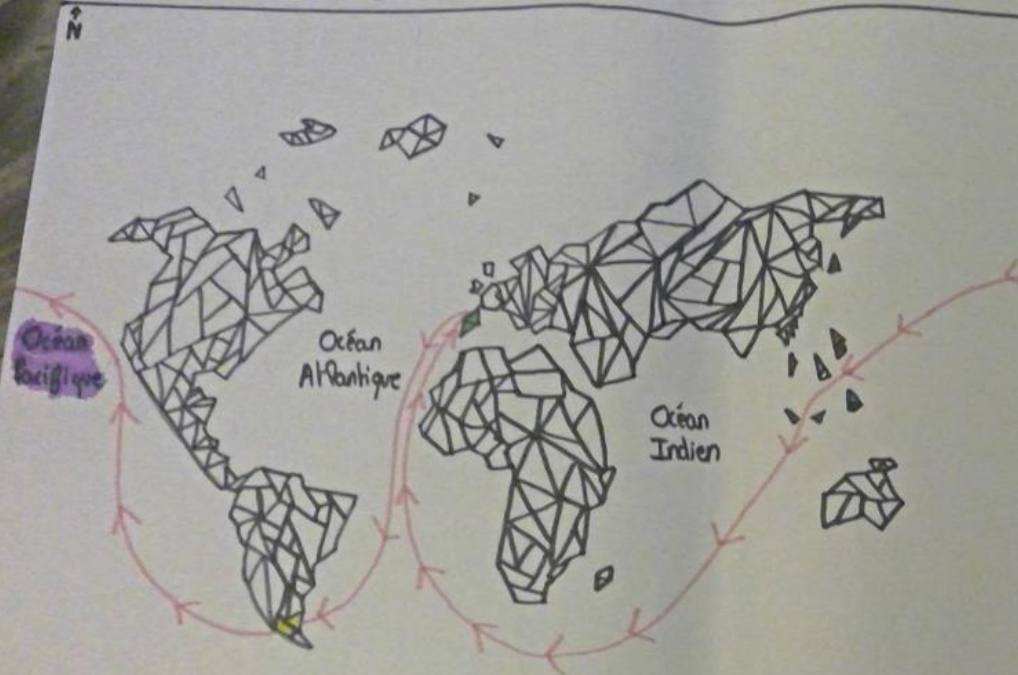 N
Océan
Pacifique
Océan
Atlantique
Océan
Indien